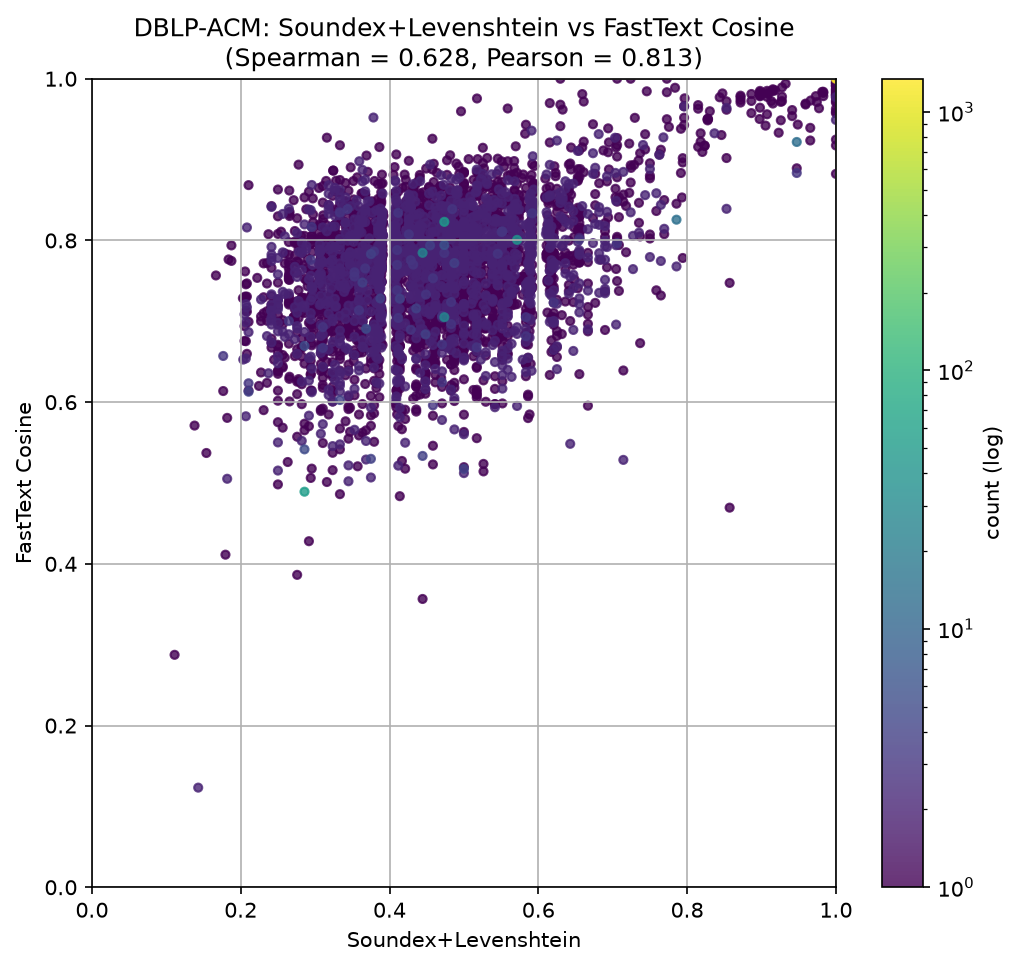 DBLP-ACM: Soundex+Levenshtein vs FastText Cosine
(Spearman = 0.628, Pearson = 0.813)
1.0
0.8
0.6
0.4
0.2
0.0
FastText Cosine
0.0 0.2 0.4 0.6 0.8 1.0
Soundex+Levenshtein
10³
10²
10¹
10⁰
count (log)